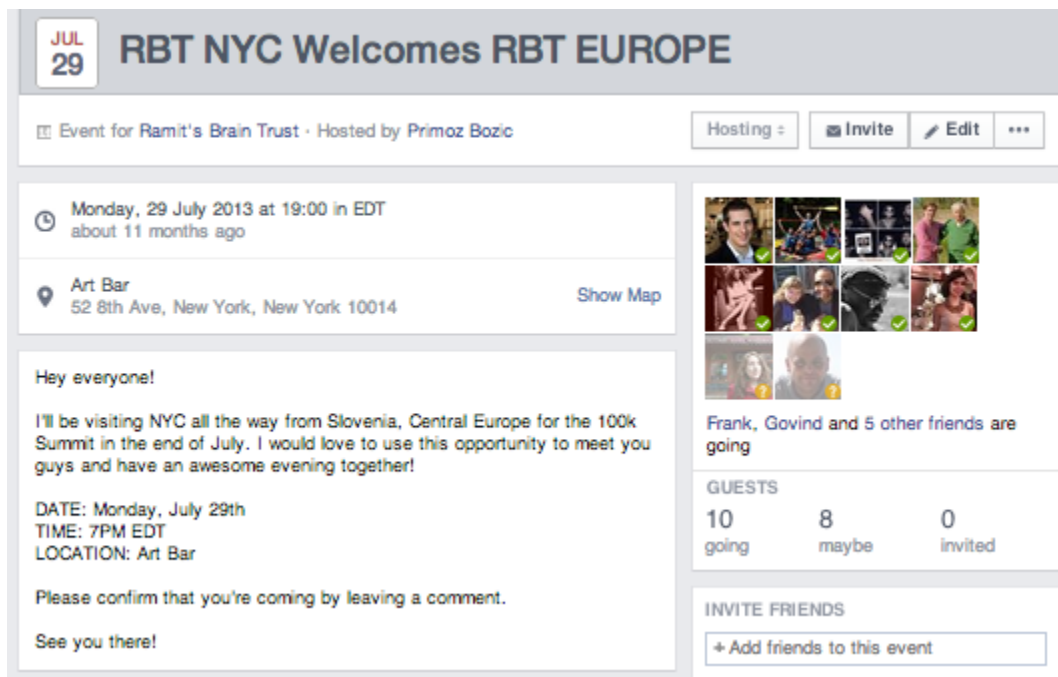 JUL
29
RBT NYC Welcomes RBT EUROPE
Event for Ramit's Brain Trust · Hosted by Primoz Bozic
Hosting
Invite
Edit
Monday, 29 July 2013 at 19:00 in EDT
about 11 months ago
Art Bar
52 8th Ave, New York, New York 10014
Show Map
Hey everyone!
I'll be visiting NYC all the way from Slovenia, Central Europe for the 100k
Summit in the end of July. I would love to use this opportunity to meet you
guys and have an awesome evening together!
DATE: Monday, July 29th
TIME: 7PM EDT
LOCATION: Art Bar
Please confirm that you're coming by leaving a comment.
See you there!
Frank, Govind and 5 other friends are
going
GUESTS
10 8 0
going maybe invited
INVITE FRIENDS
+ Add friends to this event